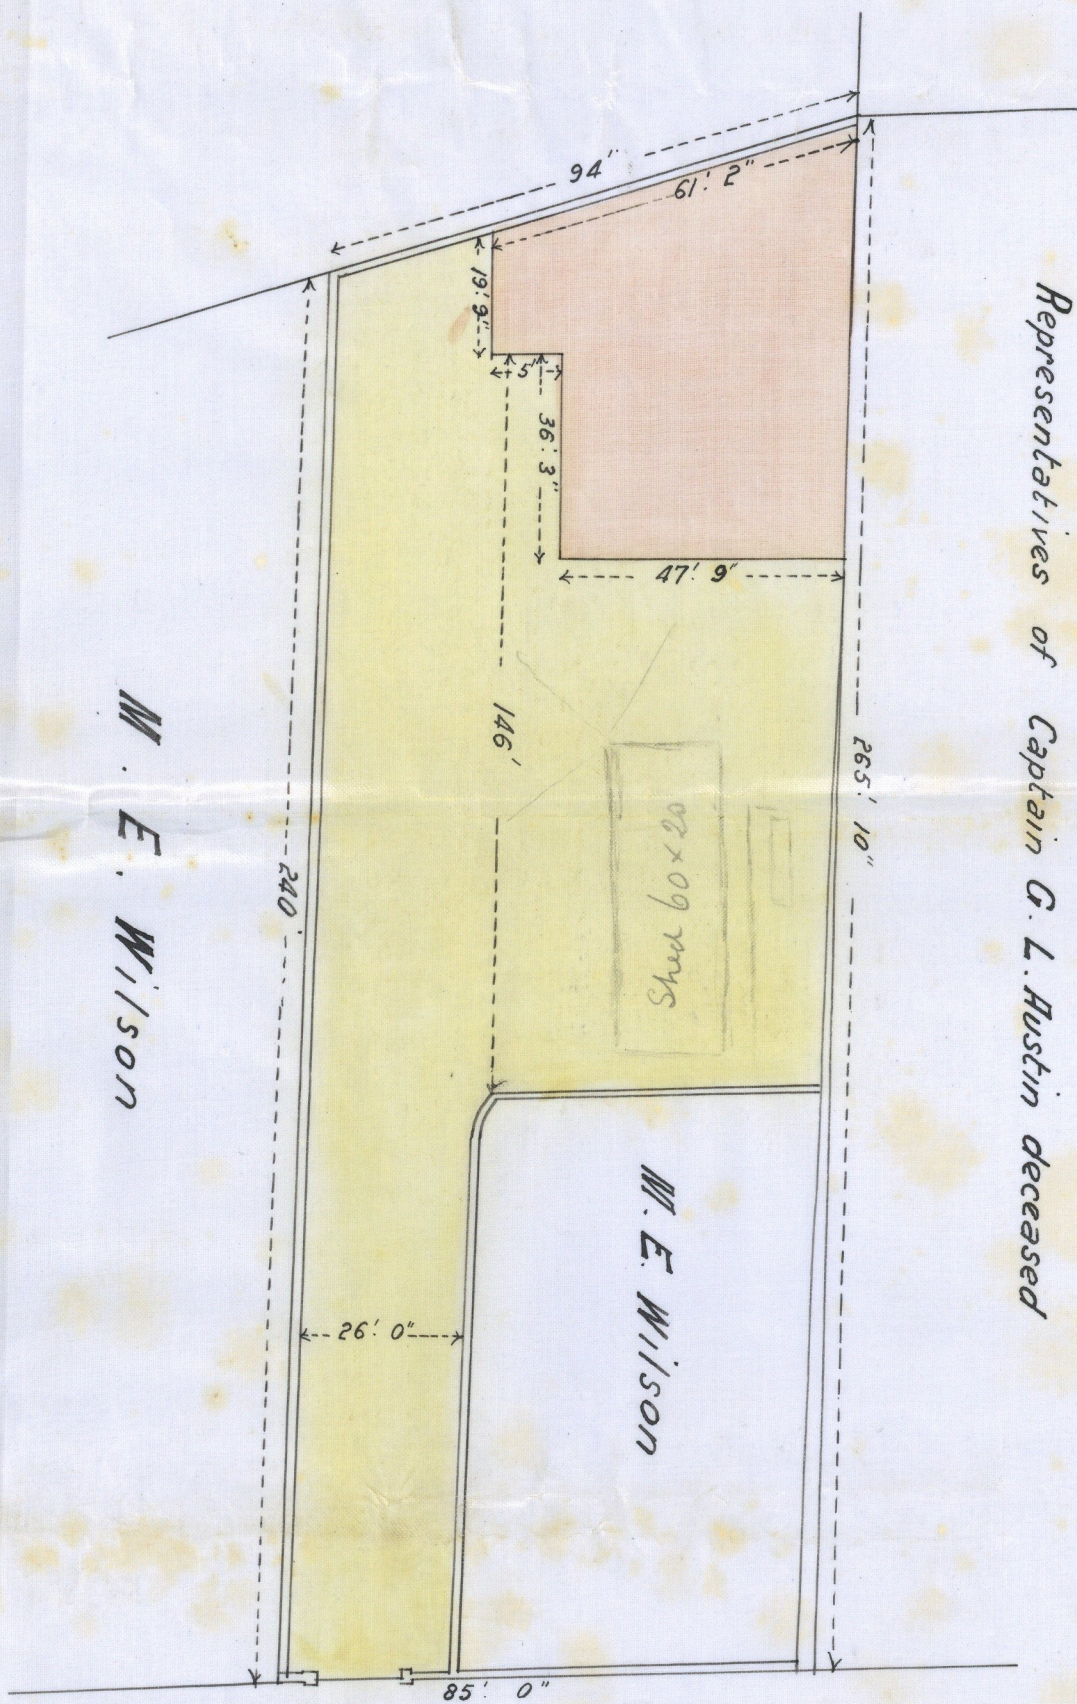 94"
61'. 2"
19'. 9"
5'
36'. 3"
47'. 9"
Representatives of Captain G. L. Austin deceased
146'
265'. 10"
Shed 60 x 20
240'.
M. E. Wilson
M. E. Wilson
26'. 0"
85'. 0"